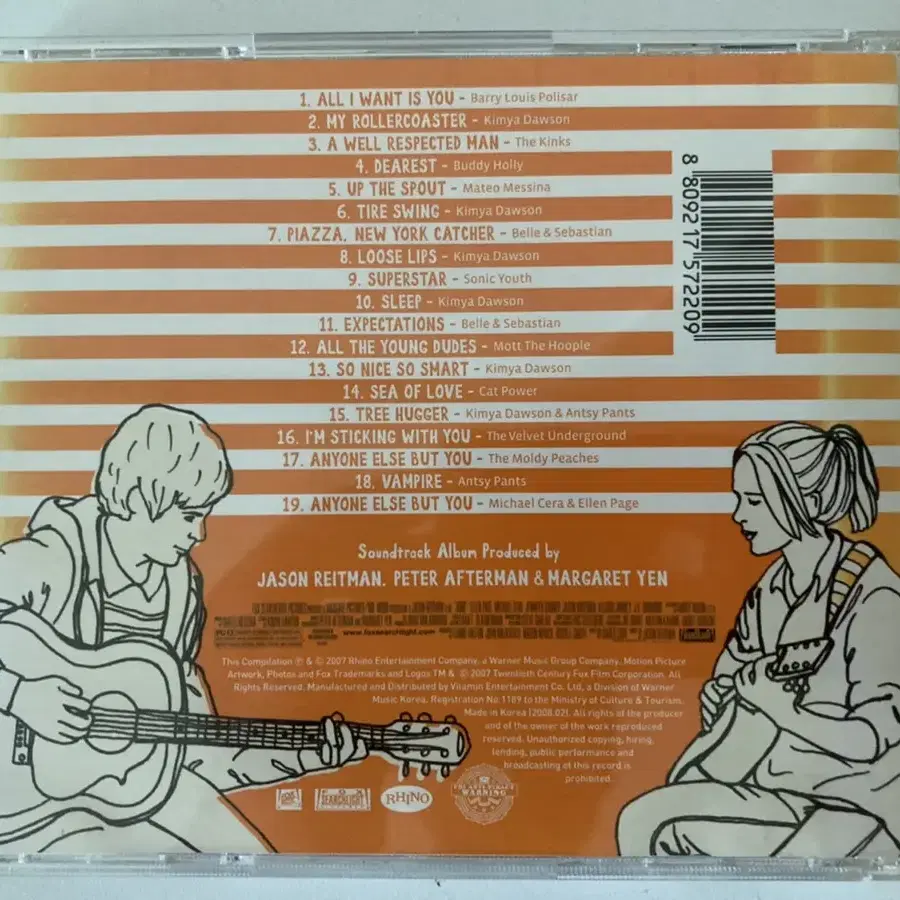 1. ALL I WANT IS YOU - Barry Louis Polisar
2. MY ROLLERCOASTER - Kimya Dawson
3. A WELL RESPECTED MAN - The Kinks
4. DEAREST - Buddy Holly
5. UP THE SPOUT - Mateo Messina
6. TIRE SWING - Kimya Dawson
7. PIAZZA, NEW YORK CATCHER - Belle & Sebastian
8. LOOSE LIPS - Kimya Dawson
9. SUPERSTAR - Sonic Youth
10. SLEEP - Kimya Dawson
11. EXPECTATIONS - Belle & Sebastian
12. ALL THE YOUNG DUDES - Mott The Hoople
13. SO NICE SO SMART - Kimya Dawson
14. SEA OF LOVE - Cat Power
15. TREE HUGGER - Kimya Dawson & Antsy Pants
16. I'M STICKING WITH YOU - The Velvet Underground
17. ANYONE ELSE BUT YOU - The Moldy Peaches
18. VAMPIRE - Antsy Pants
19. ANYONE ELSE BUT YOU - Michael Cera & Ellen Page
8 809217 572209
Soundtrack Album Produced by
JASON REITMAN, PETER AFTERMAN & MARGARET YEN
PG-13
www.foxsearchlight.com
This Compilation ℗ & © 2007 Rhino Entertainment Company, a Warner Music Group Company. Motion Picture
Artwork, Photos and Fox Trademarks and Logos TM & © 2007 Twentieth Century Fox Film Corporation. All
Rights Reserved. Manufactured and Distributed by Vitamin Entertainment Co. Ltd, a Division of Warner
Music Korea. Registration No 1189 to the Ministry of Culture & Tourism.
Made in Korea (2008.02). All rights of the producer
and of the owner of the work reproduced
reserved. Unauthorized copying, hiring,
lending, public performance and
broadcasting of this record is
prohibited.
SEARCHLIGHT
RHINO
FBI ANTI-PIRACY
WARNING